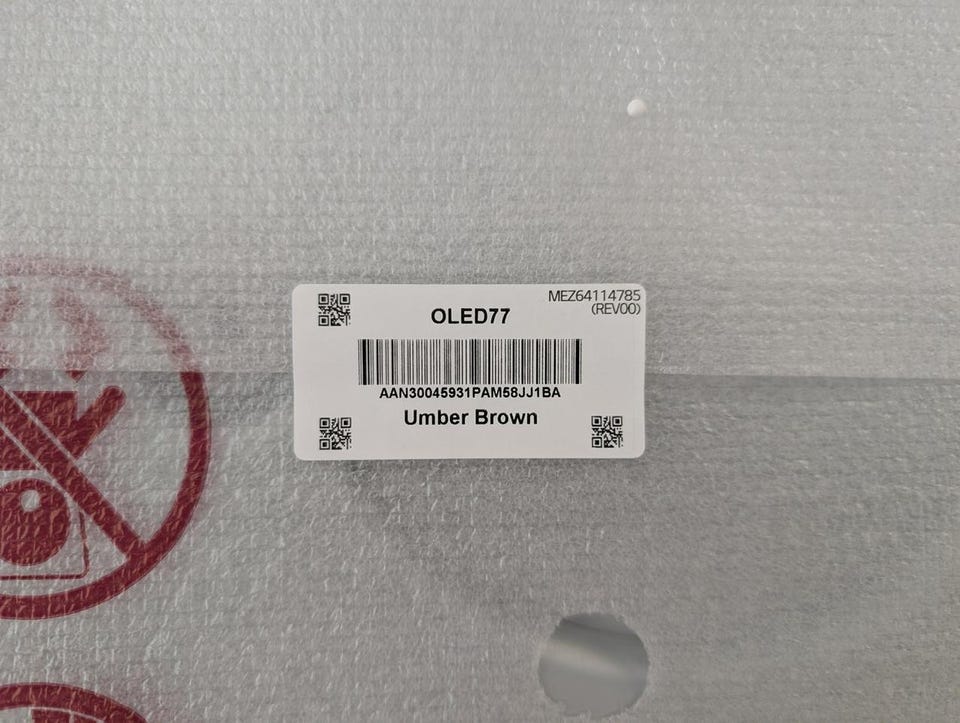 MEZ64114785
(REV00)
OLED77
AAN30045931PAM58JJ1BA
Umber Brown